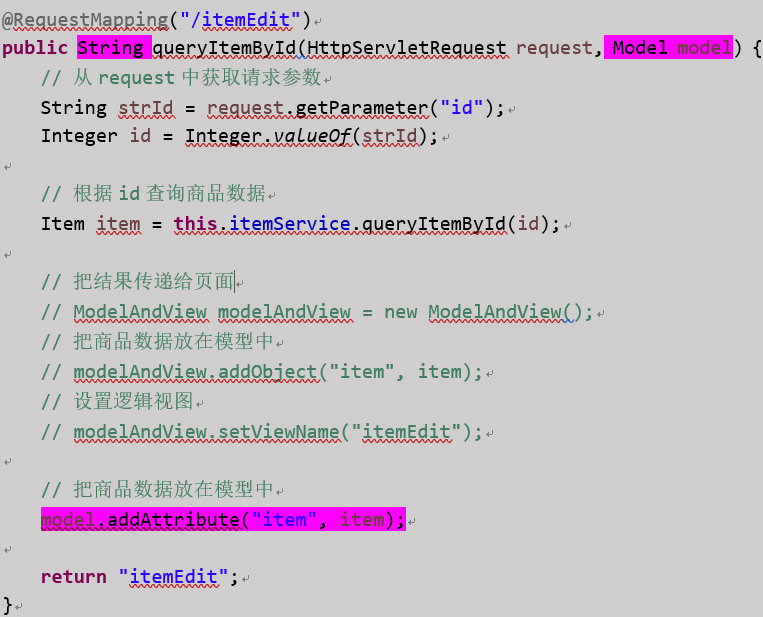 @RequestMapping("/itemEdit")
public String queryItemById(HttpServletRequest request, Model model) {
// 从 request 中获取请求参数
String strId = request.getParameter("id");
Integer id = Integer.valueOf(strId);
// 根据 id 查询商品数据
Item item = this.itemService.queryItemById(id);
// 把结果传递给页面
// ModelAndView modelAndView = new ModelAndView();
// 把商品数据放在模型中
// modelAndView.addObject("item", item);
// 设置逻辑视图
// modelAndView.setViewName("itemEdit");
// 把商品数据放在模型中
model.addAttribute("item", item);
return "itemEdit";
}